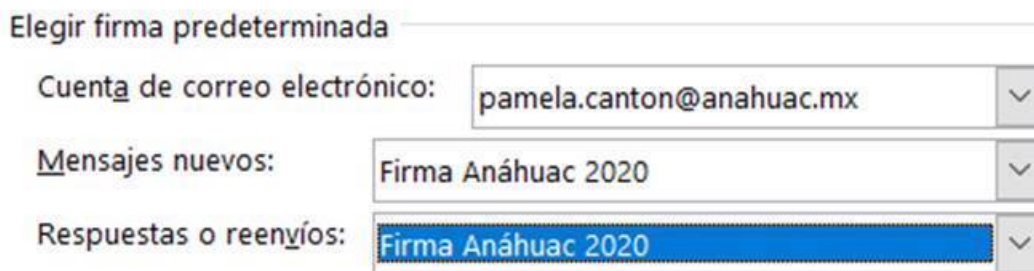 Elegir firma predeterminada
Cuenta de correo electrónico: pamela.canton@anahuac.mx
Mensajes nuevos: Firma Anáhuac 2020
Respuestas o reenvíos: Firma Anáhuac 2020